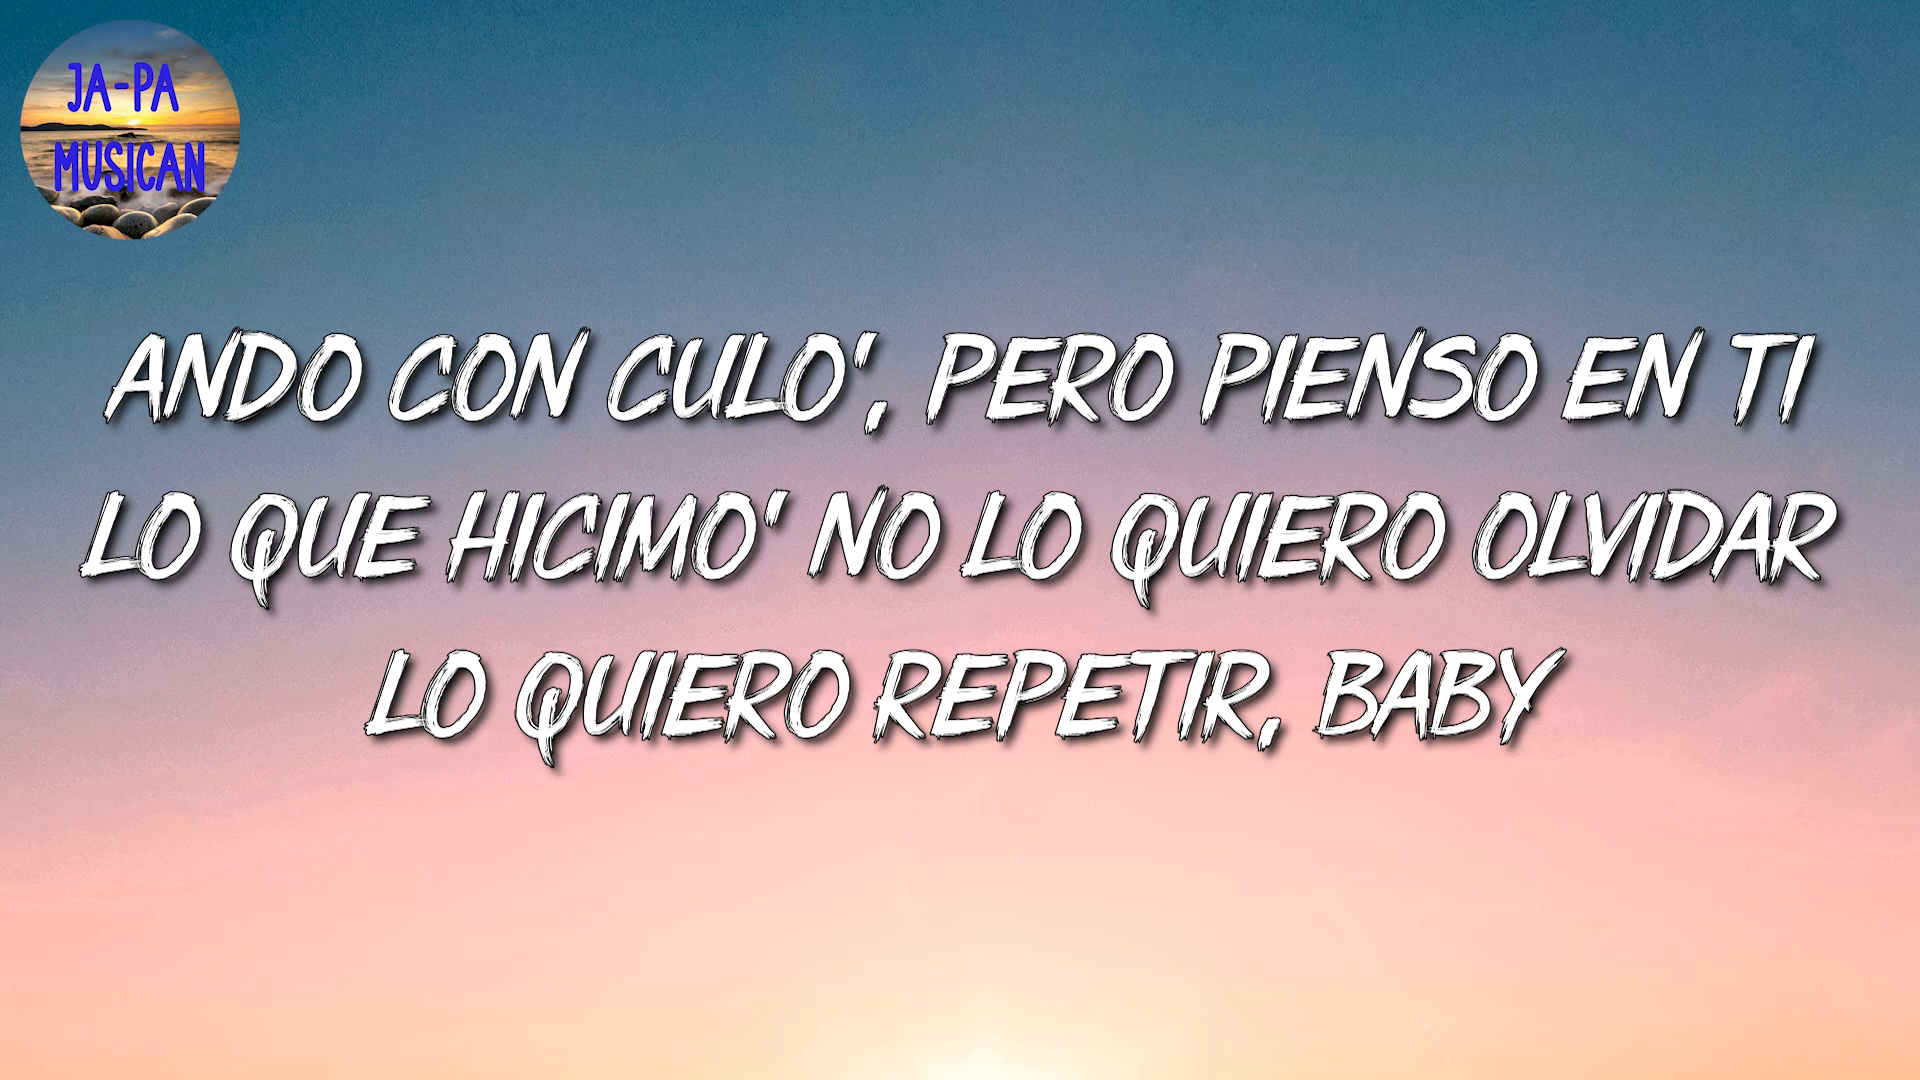 JA-PA
MUSICAN
ANDO CON CULO', PERO PIENSO EN TI
LO QUE HICIMO' NO LO QUIERO OLVIDAR
LO QUIERO REPETIR, BABY